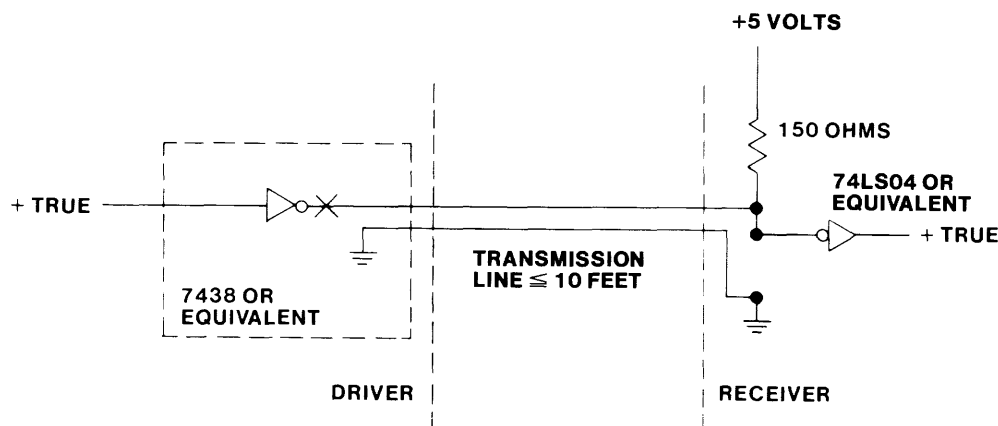 +5 VOLTS
150 OHMS
74LS04 OR
EQUIVALENT
+ TRUE
+ TRUE
TRANSMISSION
LINE ≦ 10 FEET
7438 OR
EQUIVALENT
DRIVER
RECEIVER